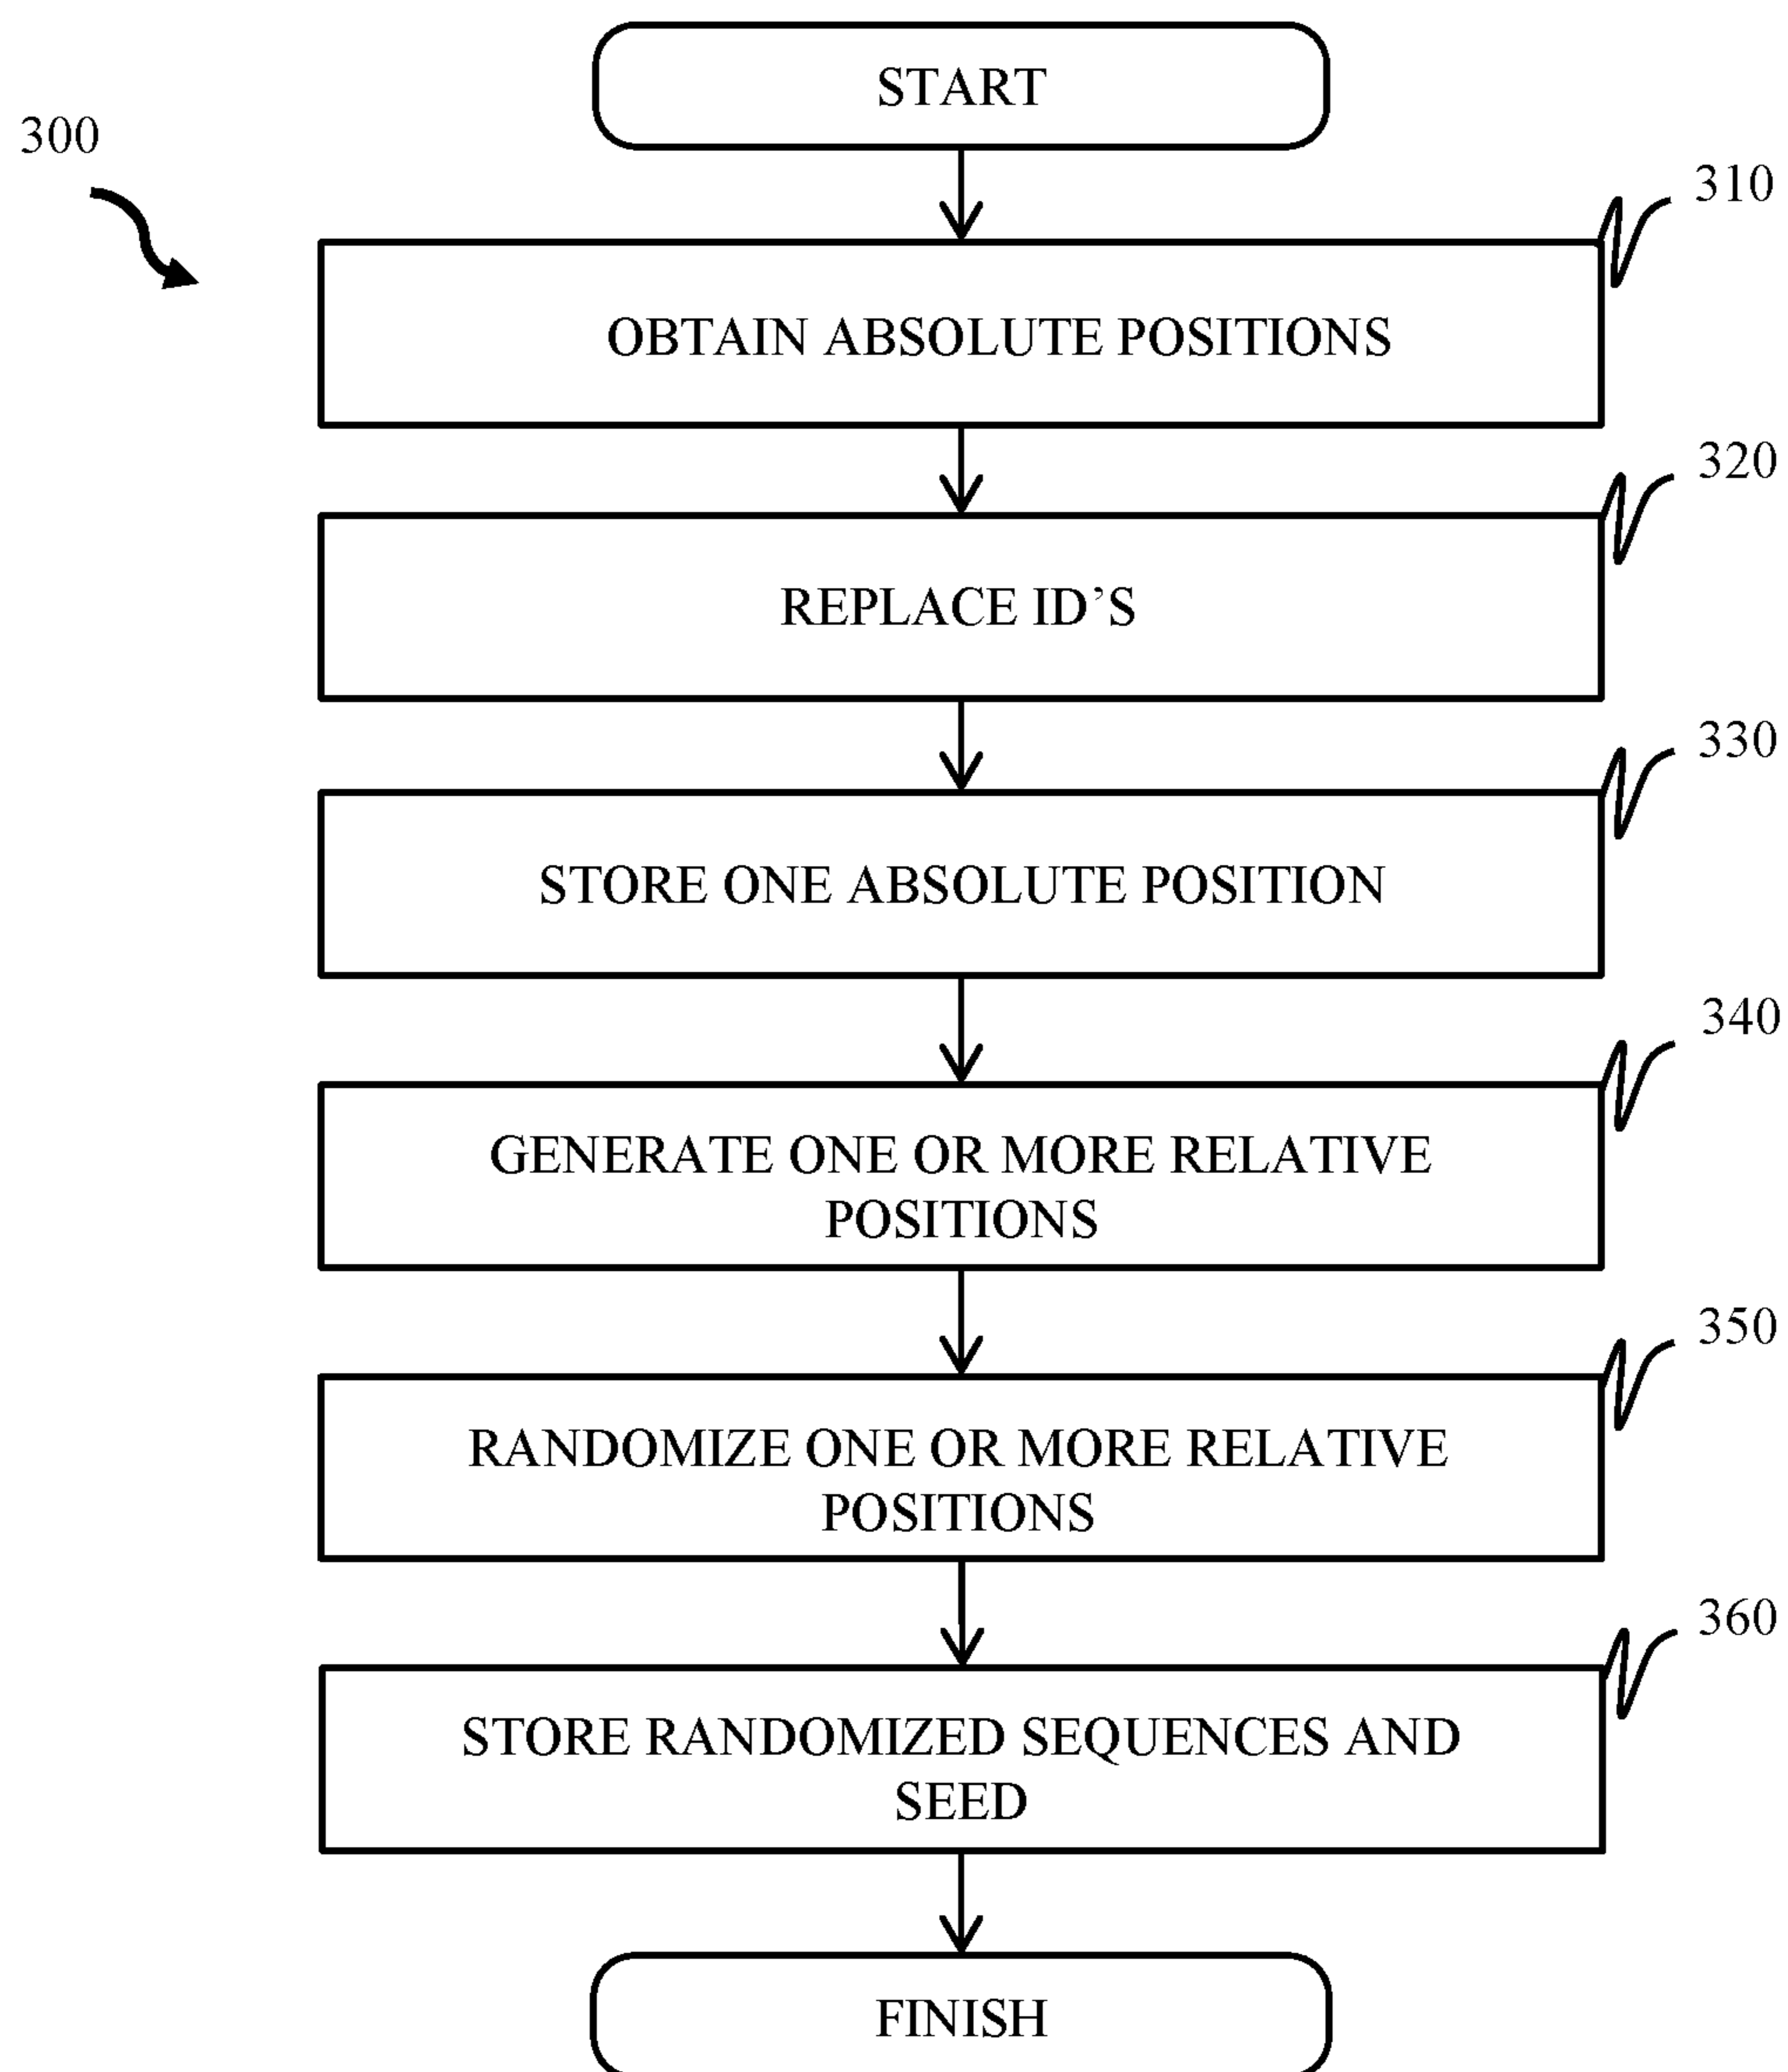 START
300
310
OBTAIN ABSOLUTE POSITIONS
320
REPLACE ID’S
330
STORE ONE ABSOLUTE POSITION
340
GENERATE ONE OR MORE RELATIVE
POSITIONS
350
RANDOMIZE ONE OR MORE RELATIVE
POSITIONS
360
STORE RANDOMIZED SEQUENCES AND
SEED
FINISH